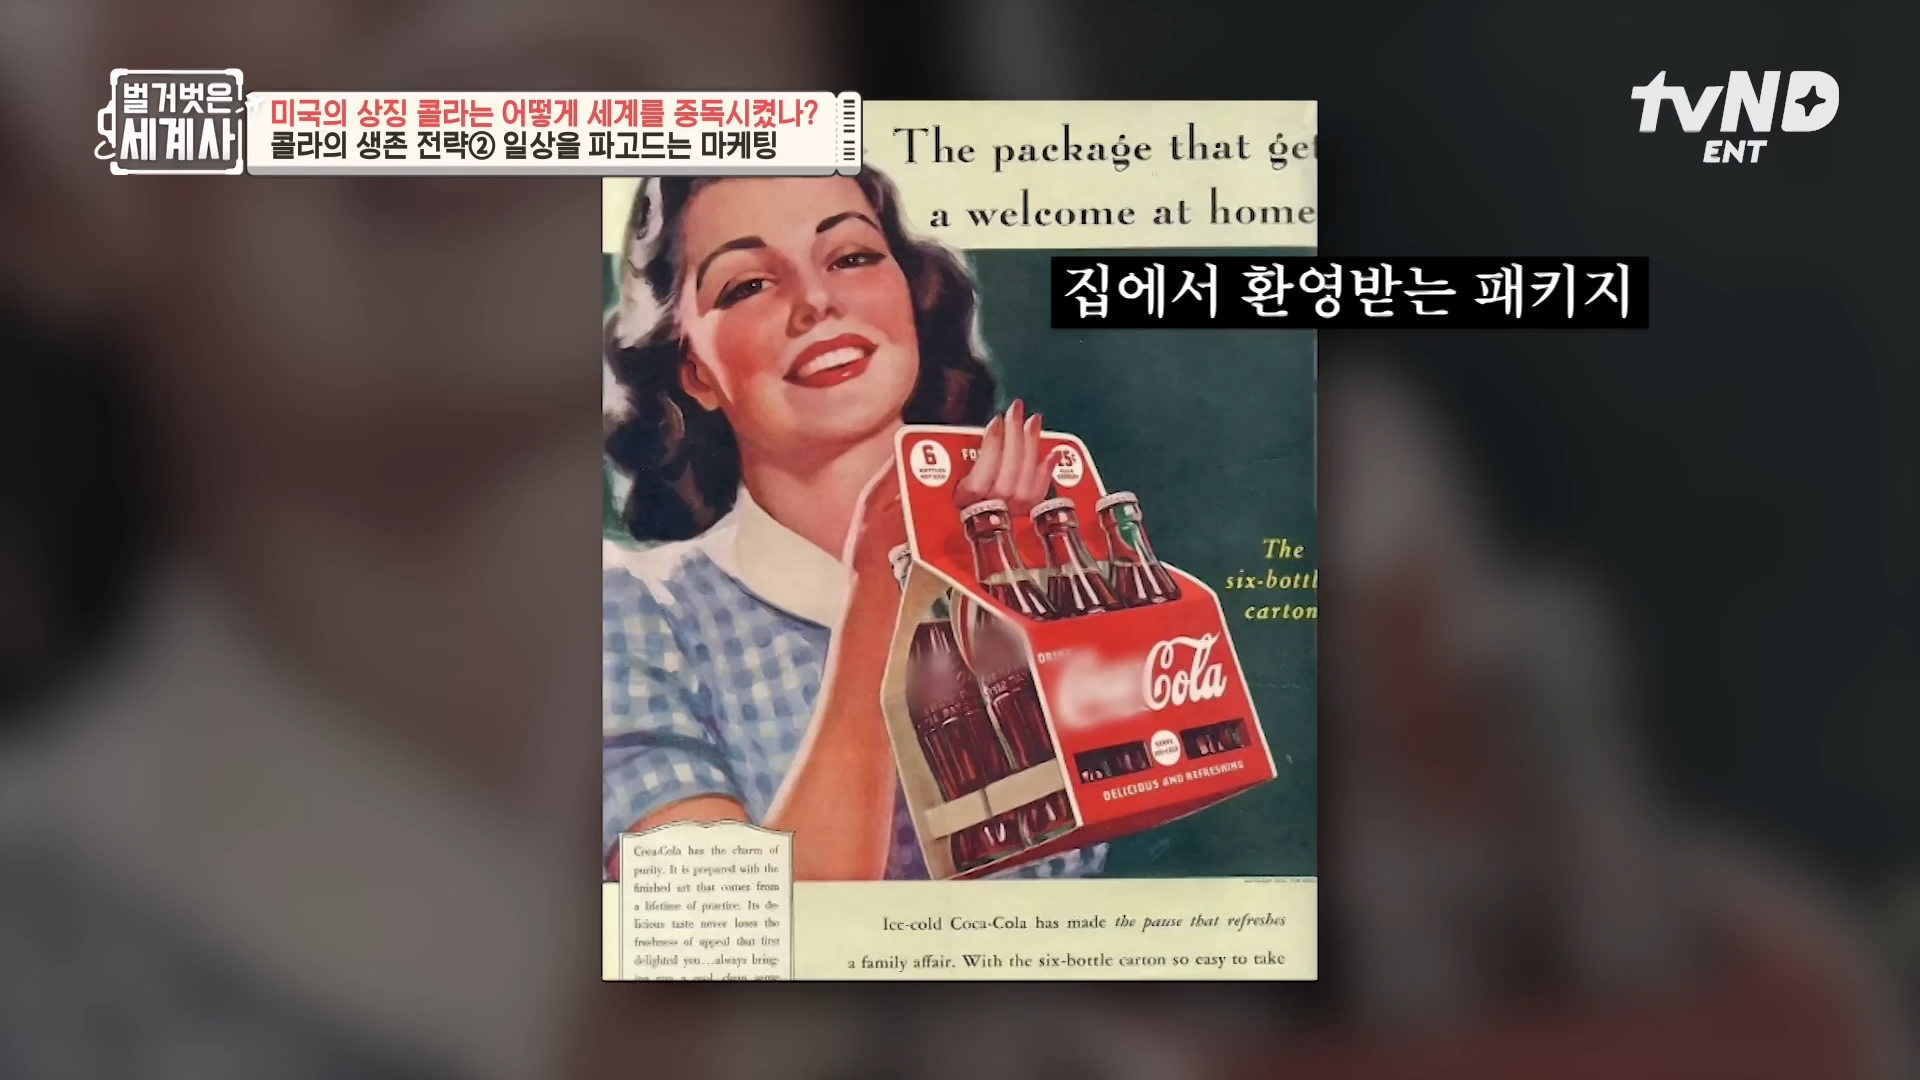 벌거벗은
세계사
미국의 상징 콜라는 어떻게 세계를 중독시켰나?
콜라의 생존 전략② 일상을 파고드는 마케팅
tvND
ENT
The package that get
a welcome at home
집에서 환영받는 패키지
6
FO
25¢
The
six-bottl
carton
DRINK
Cola
DELICIOUS AND REFRESHING
Coca-Cola has the charm of
purity. It is prepared with the
finished art that comes from
a lifetime of practice. Its de-
licious taste never loses the
freshness of appeal that first
delighted you...always bring-
Ice-cold Coca-Cola has made the pause that refreshes
a family affair. With the six-bottle carton so easy to take